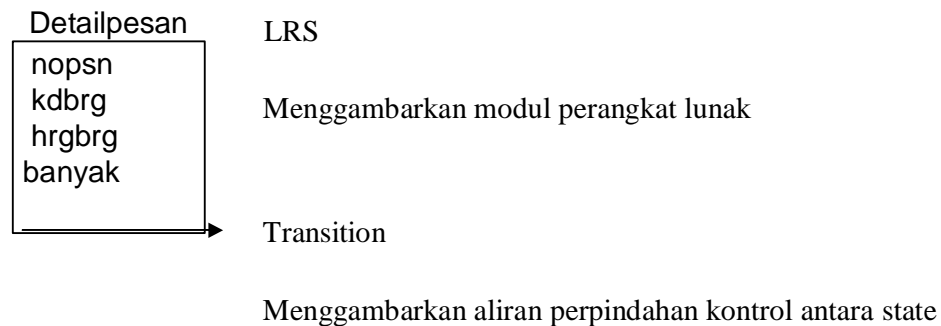 Detailpesan
nopsn
kdbrg
hrgbrg
banyak
LRS
Menggambarkan modul perangkat lunak
Transition
Menggambarkan aliran perpindahan kontrol antara state